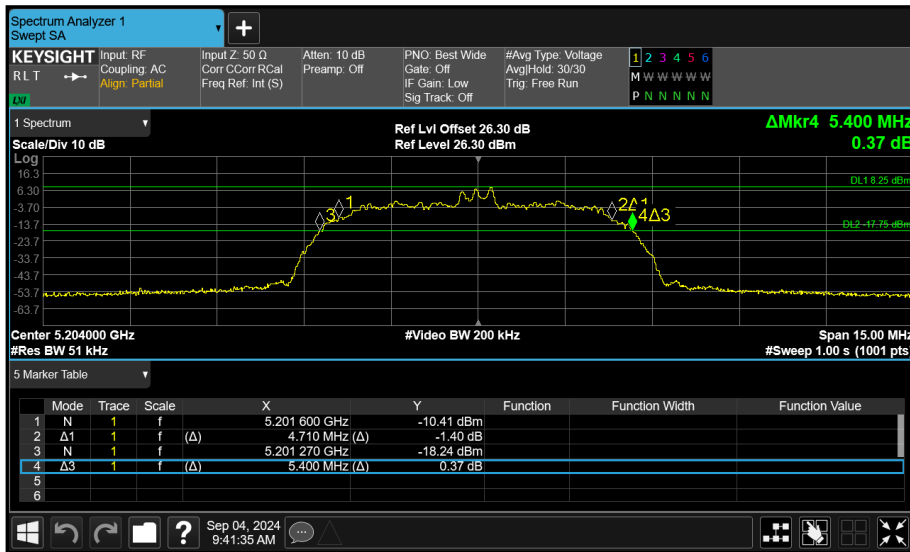 Spectrum Analyzer 1
Swept SA
KEYSIGHT Input: RF Input Z: 50 Ω Atten: 10 dB PNO: Best Wide #Avg Type: Voltage 1 2 3 4 5 6
RLT Coupling: AC Corr CCorr RCal Preamp: Off Gate: Off Avg|Hold: 30/30 M W W W W W
Align: Partial Freq Ref: Int (S) IF Gain: Low Trig: Free Run
LXI Sig Track: Off P N N N N N
1 Spectrum Ref Lvl Offset 26.30 dB ΔMkr4 5.400 MHz
Scale/Div 10 dB Ref Level 26.30 dBm 0.37 dB
Log
16.3
DL1 8.25 dBm
6.30
-3.70
3 1 2Δ1 4Δ3
-13.7
DL2 -17.75 dBm
-23.7
-33.7
-43.7
-53.7
-63.7
Center 5.204000 GHz #Video BW 200 kHz Span 15.00 MHz
#Res BW 51 kHz #Sweep 1.00 s (1001 pts)
5 Marker Table
Mode Trace Scale X Y Function Function Width Function Value
1 N 1 f 5.201 600 GHz -10.41 dBm
2 Δ1 1 f (Δ) 4.710 MHz (Δ) -1.40 dB
3 N 1 f 5.201 270 GHz -18.24 dBm
4 Δ3 1 f (Δ) 5.400 MHz (Δ) 0.37 dB
5
6
? Sep 04, 2024
9:41:35 AM